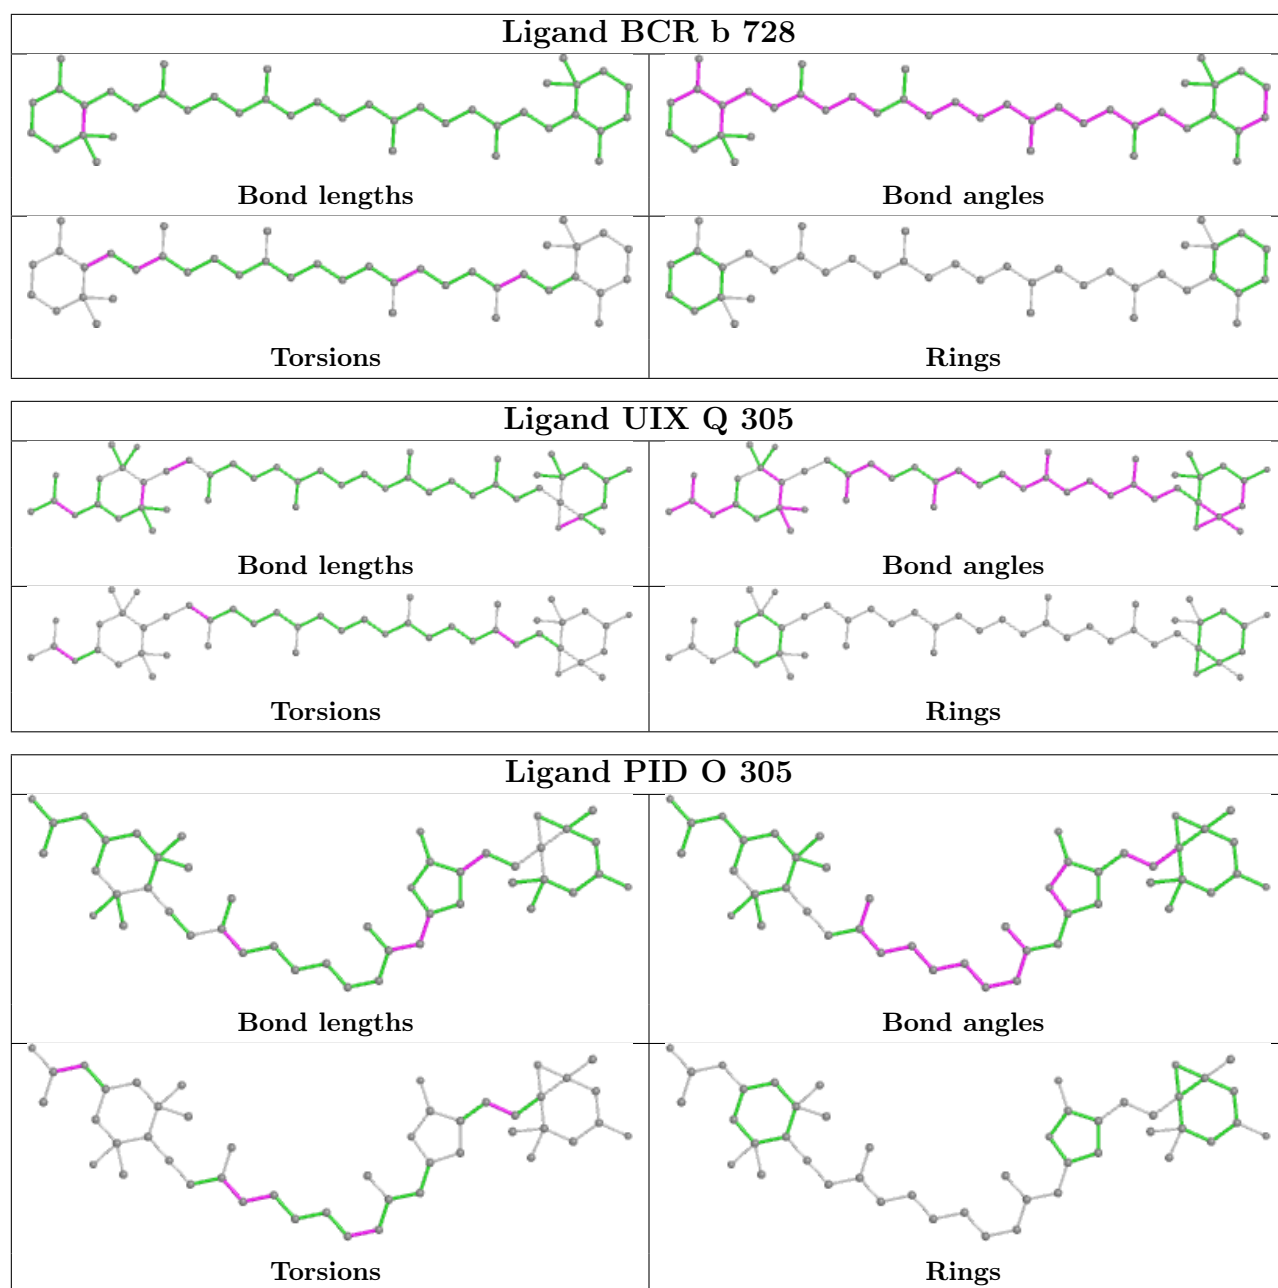 Ligand BCR b 728
Bond lengths
Bond angles
Torsions
Rings
Ligand UIX Q 305
Bond lengths
Bond angles
Torsions
Rings
Ligand PID O 305
Bond lengths
Bond angles
Torsions
Rings